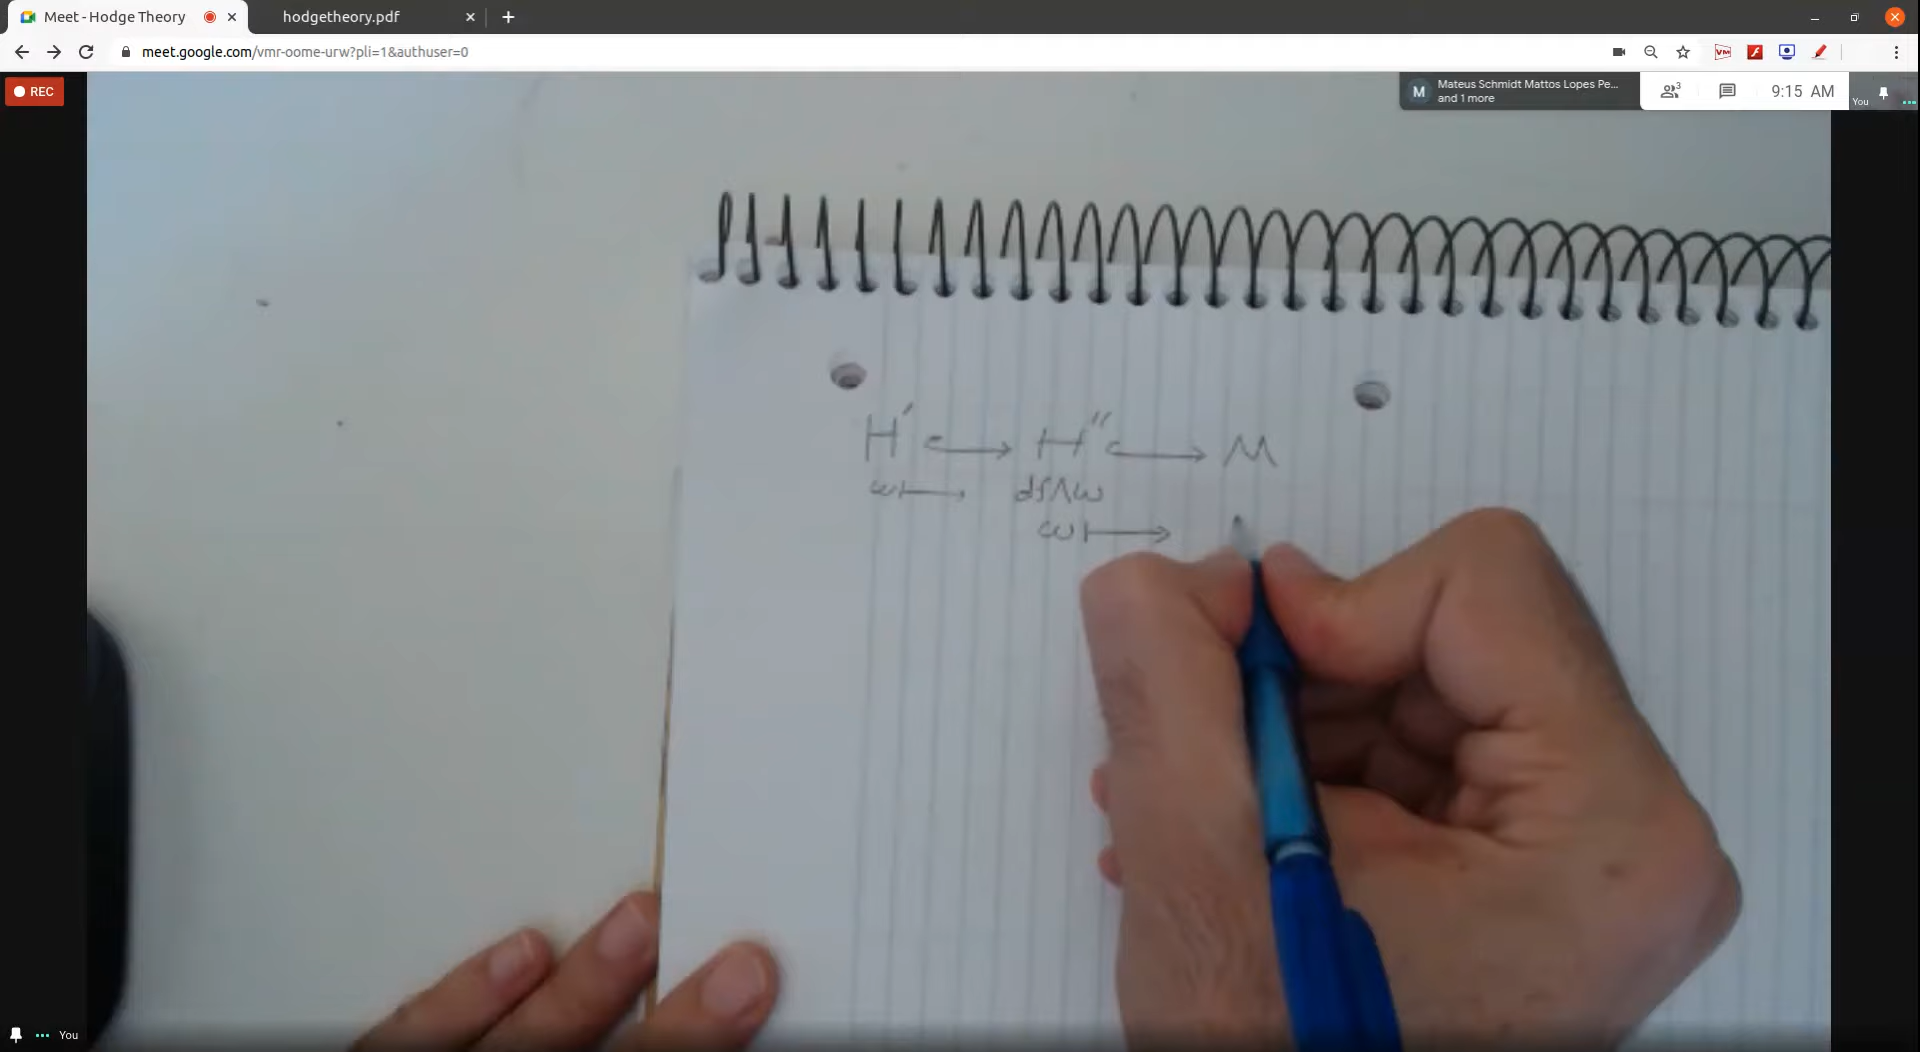 Meet - Hodge Theory
hodgetheory.pdf
meet.google.com/vmr-oome-urw?pli=1&authuser=0
REC
M
Mateus Schmidt Mattos Lopes Pe...
and 1 more
3
9:15 AM
You
H' ↪ H'' ↪ M
ω ↦ df∧ω
ω ↦
You